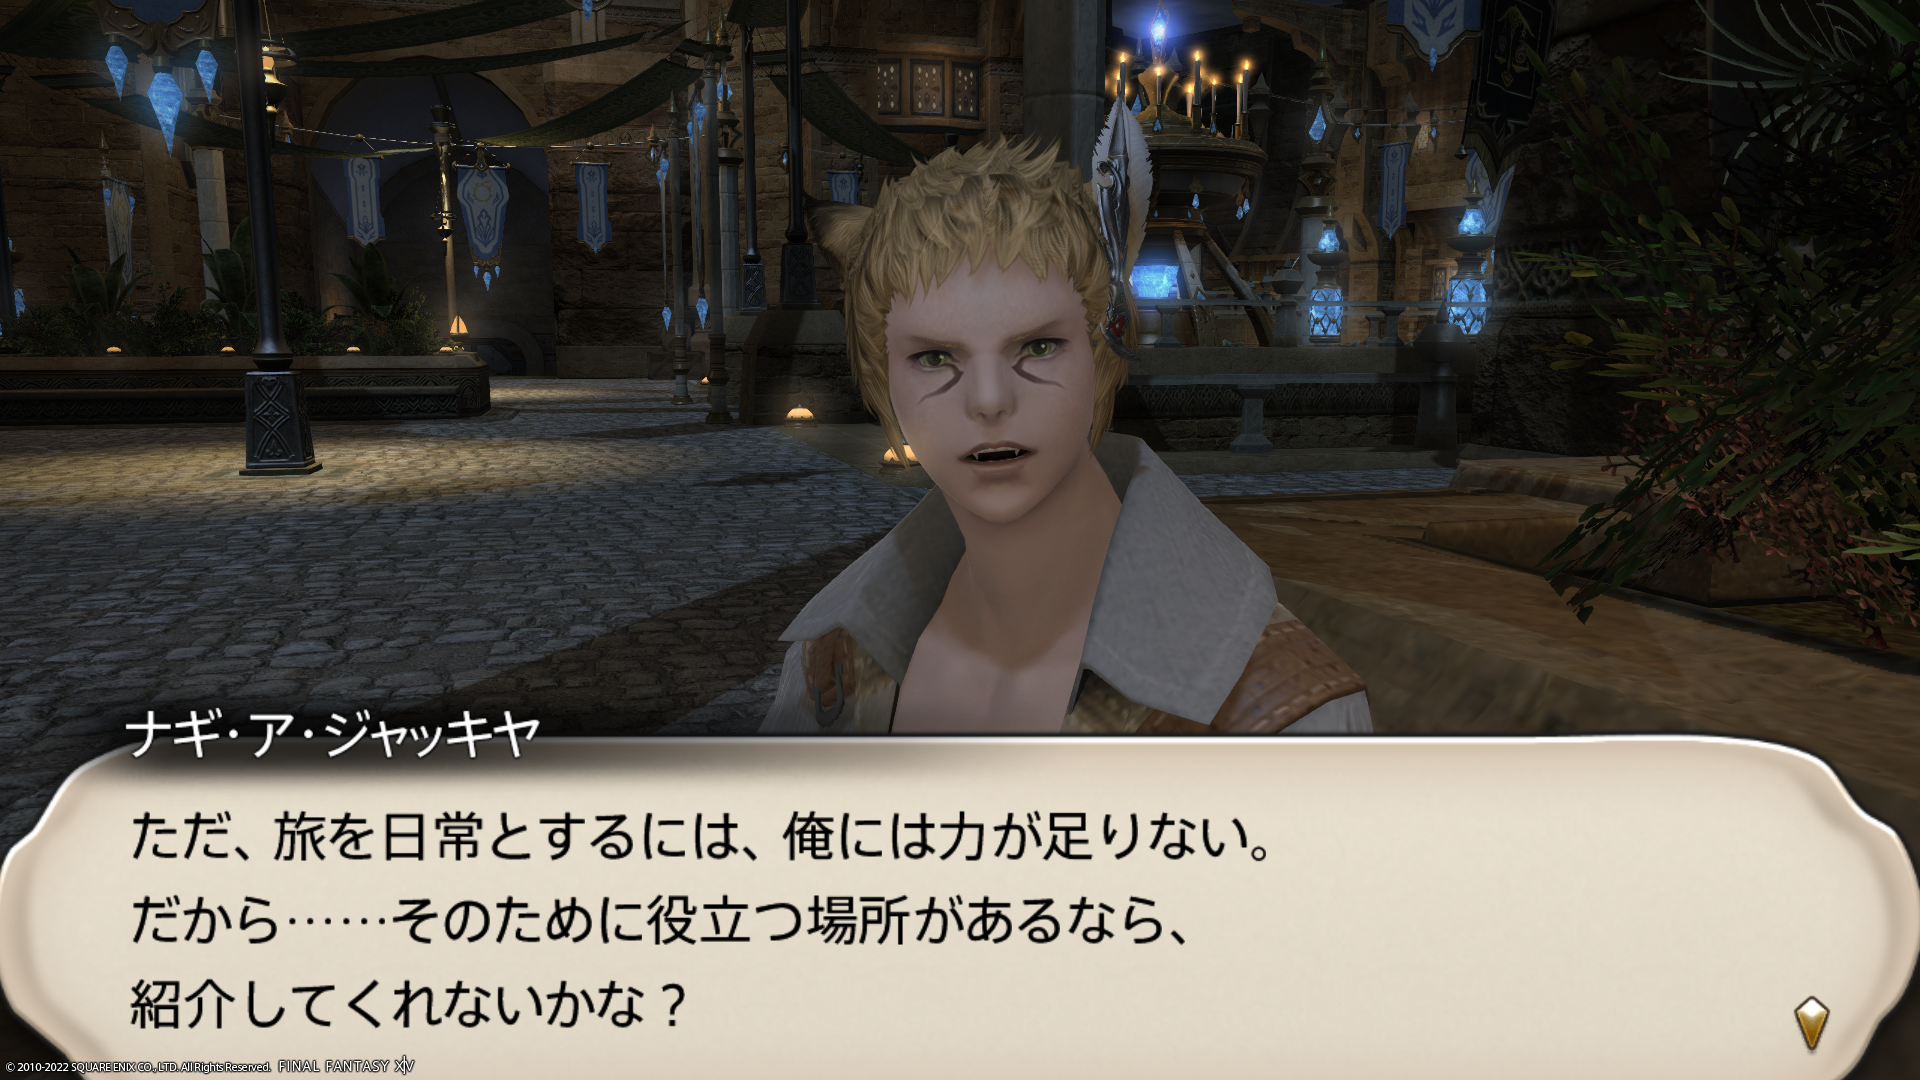 ナギ・ア・ジャッキヤ
ただ、旅を日常とするには、俺には力が足りない。
だから……そのために役立つ場所があるなら、
紹介してくれないかな？
© 2010-2022 SQUARE ENIX CO., LTD. All Rights Reserved. FINAL FANTASY XIV